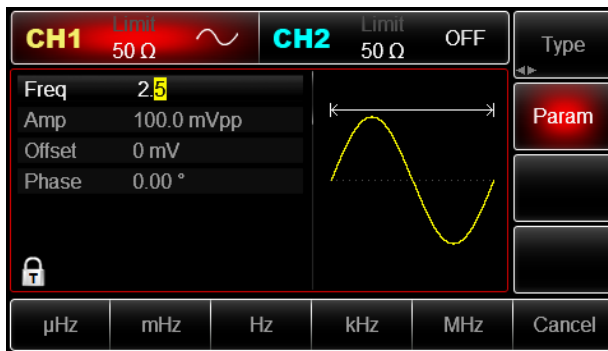 CH1 Limit 50 Ω
CH2 Limit 50 Ω OFF
Type
Freq 2.5
Amp 100.0 mVpp
Offset 0 mV
Phase 0.00 °
Param
T
µHz mHz Hz kHz MHz Cancel